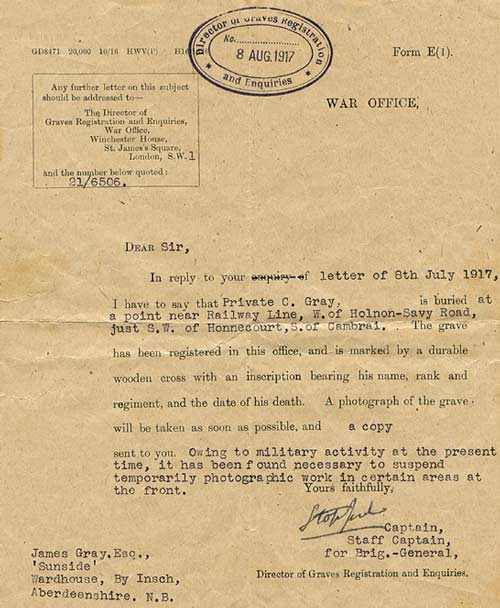 GD8471 20,000 10/16 HWV(P) H16
Director of Graves Registration
No.
8 AUG. 1917
and Enquiries
Form E(1).
Any further letter on this subject
should be addressed to—
The Director of
Graves Registration and Enquiries,
War Office,
Winchester House,
St. James's Square,
London, S.W.1
and the number below quoted:
21/6506.
WAR OFFICE,
DEAR Sir,
In reply to your enquiry of letter of 8th July 1917,
I have to say that Private C. Gray, is buried at
a point near Railway Line, W.of Holnon-Savy Road,
just S.W. of Honnecourt,S.of Cambrai. The grave
has been registered in this office, and is marked by a durable
wooden cross with an inscription bearing his name, rank and
regiment, and the date of his death. A photograph of the grave
will be taken as soon as possible, and a copy
sent to you. Owing to military activity at the present
time, it has been found necessary to suspend
temporarily photographic work in certain areas at
the front.
Yours faithfully,
Captain,
Staff Captain,
for Brig.-General,
Director of Graves Registration and Enquiries.
James Gray.Esq.,
'Sunside'
Wardhouse, By Insch,
Aberdeenshire. N.B.